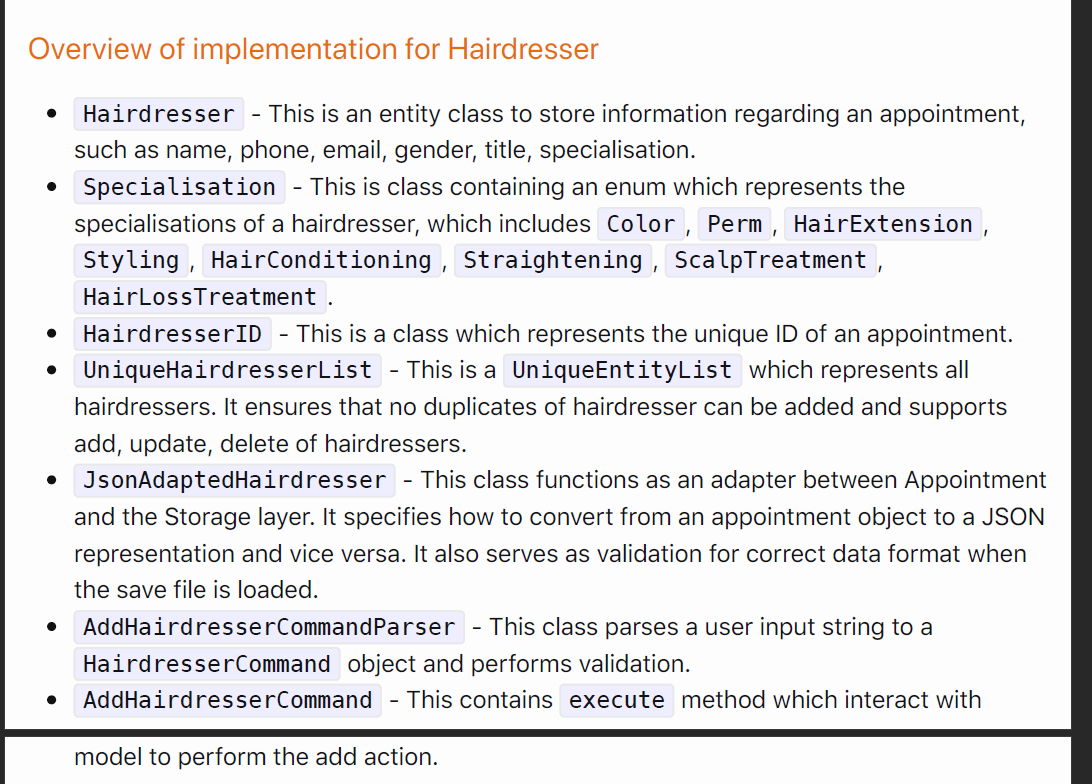 Overview of implementation for Hairdresser
• Hairdresser - This is an entity class to store information regarding an appointment,
such as name, phone, email, gender, title, specialisation.
• Specialisation - This is class containing an enum which represents the
specialisations of a hairdresser, which includes Color, Perm, HairExtension,
Styling, HairConditioning, Straightening, ScalpTreatment,
HairLossTreatment.
• HairdresserID - This is a class which represents the unique ID of an appointment.
• UniqueHairdresserList - This is a UniqueEntityList which represents all
hairdressers. It ensures that no duplicates of hairdresser can be added and supports
add, update, delete of hairdressers.
• JsonAdaptedHairdresser - This class functions as an adapter between Appointment
and the Storage layer. It specifies how to convert from an appointment object to a JSON
representation and vice versa. It also serves as validation for correct data format when
the save file is loaded.
• AddHairdresserCommandParser - This class parses a user input string to a
HairdresserCommand object and performs validation.
• AddHairdresserCommand - This contains execute method which interact with
model to perform the add action.